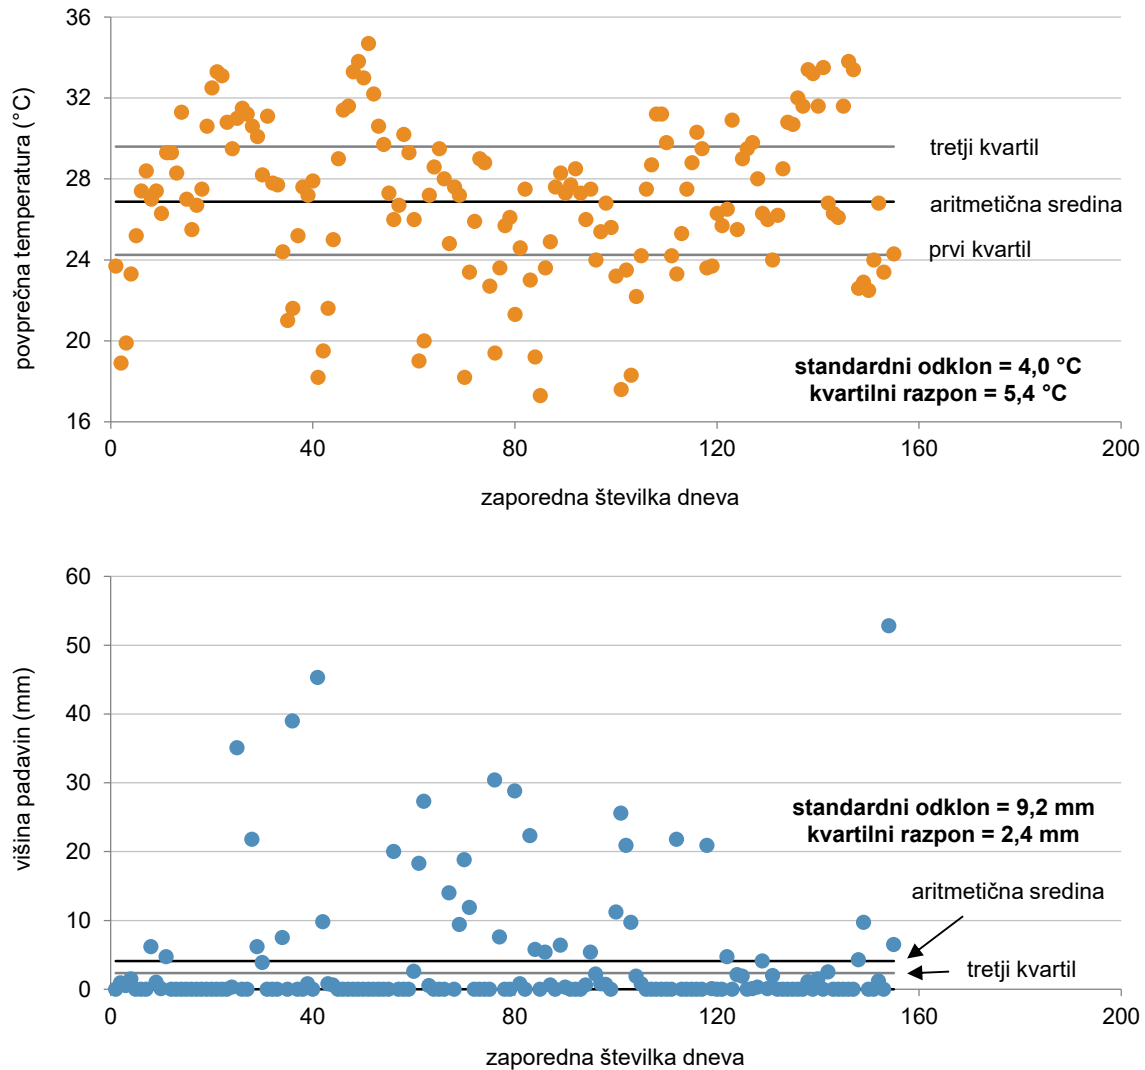 36
32
28
24
20
16
povprečna temperatura (°C)
tretji kvartil
aritmetična sredina
prvi kvartil
standardni odklon = 4,0 °C
kvartilni razpon = 5,4 °C
0 40 80 120 160 200
zaporedna številka dneva
60
50
40
30
20
10
0
višina padavin (mm)
standardni odklon = 9,2 mm
kvartilni razpon = 2,4 mm
aritmetična sredina
tretji kvartil
0 40 80 120 160 200
zaporedna številka dneva